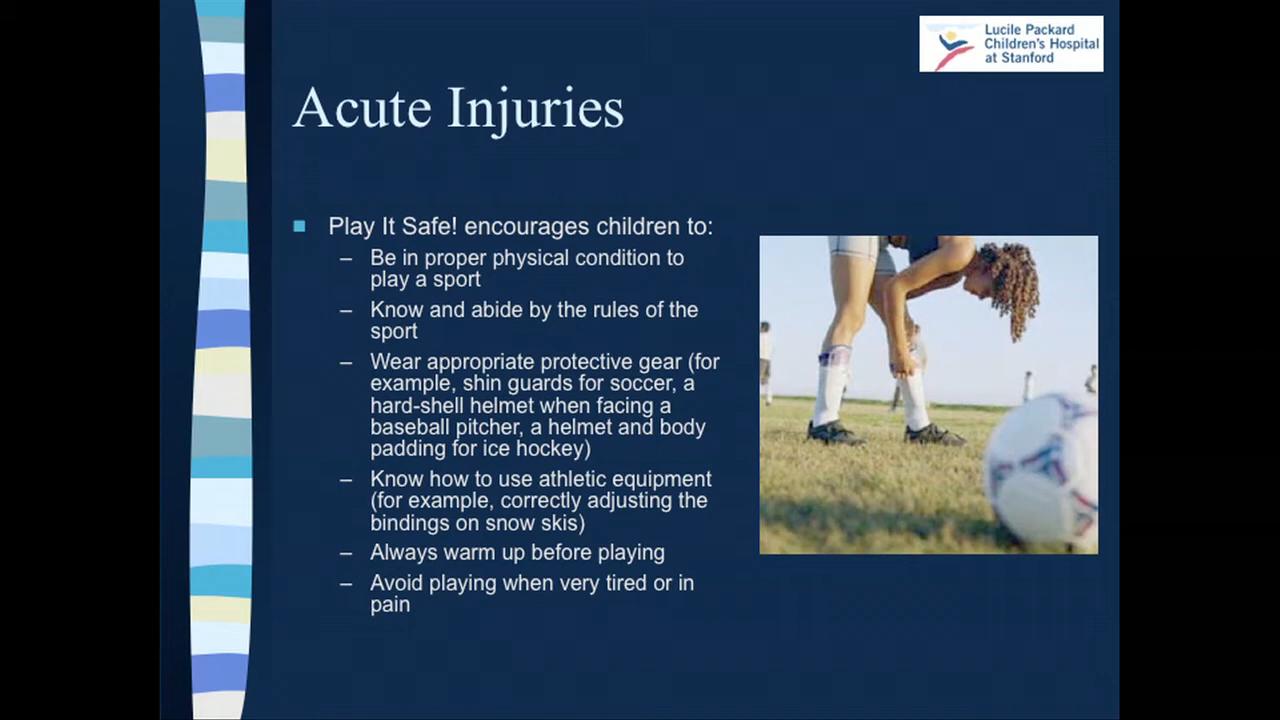 Lucile Packard
Children's Hospital
at Stanford
Acute Injuries
Play It Safe! encourages children to:
– Be in proper physical condition to
play a sport
– Know and abide by the rules of the
sport
– Wear appropriate protective gear (for
example, shin guards for soccer, a
hard-shell helmet when facing a
baseball pitcher, a helmet and body
padding for ice hockey)
– Know how to use athletic equipment
(for example, correctly adjusting the
bindings on snow skis)
– Always warm up before playing
– Avoid playing when very tired or in
pain